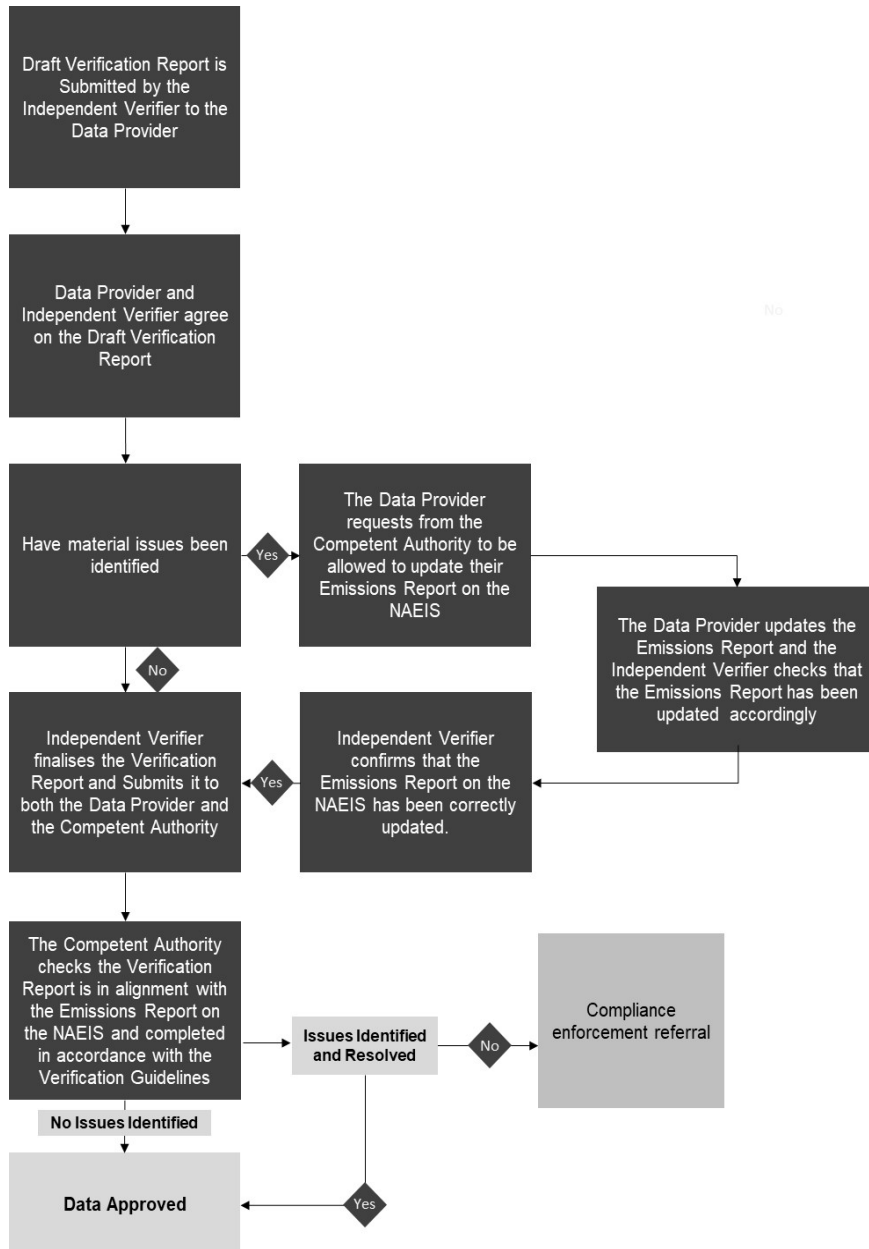 Draft Verification Report is
Submitted by the
Independent Verifier to the
Data Provider
Data Provider and
Independent Verifier agree
on the Draft Verification
Report
No
Have material issues been
identified
Yes
The Data Provider
requests from the
Competent Authority to be
allowed to update their
Emissions Report on the
NAEIS
The Data Provider updates the
Emissions Report and the
Independent Verifier checks that
the Emissions Report has been
updated accordingly
No
Independent Verifier
finalises the Verification
Report and Submits it to
both the Data Provider and
the Competent Authority
Yes
Independent Verifier
confirms that the
Emissions Report on the
NAEIS has been correctly
updated.
The Competent Authority
checks the Verification
Report is in alignment with
the Emissions Report on
the NAEIS and completed
in accordance with the
Verification Guidelines
Issues Identified
and Resolved
No
Compliance
enforcement referral
No Issues Identified
Yes
Data Approved